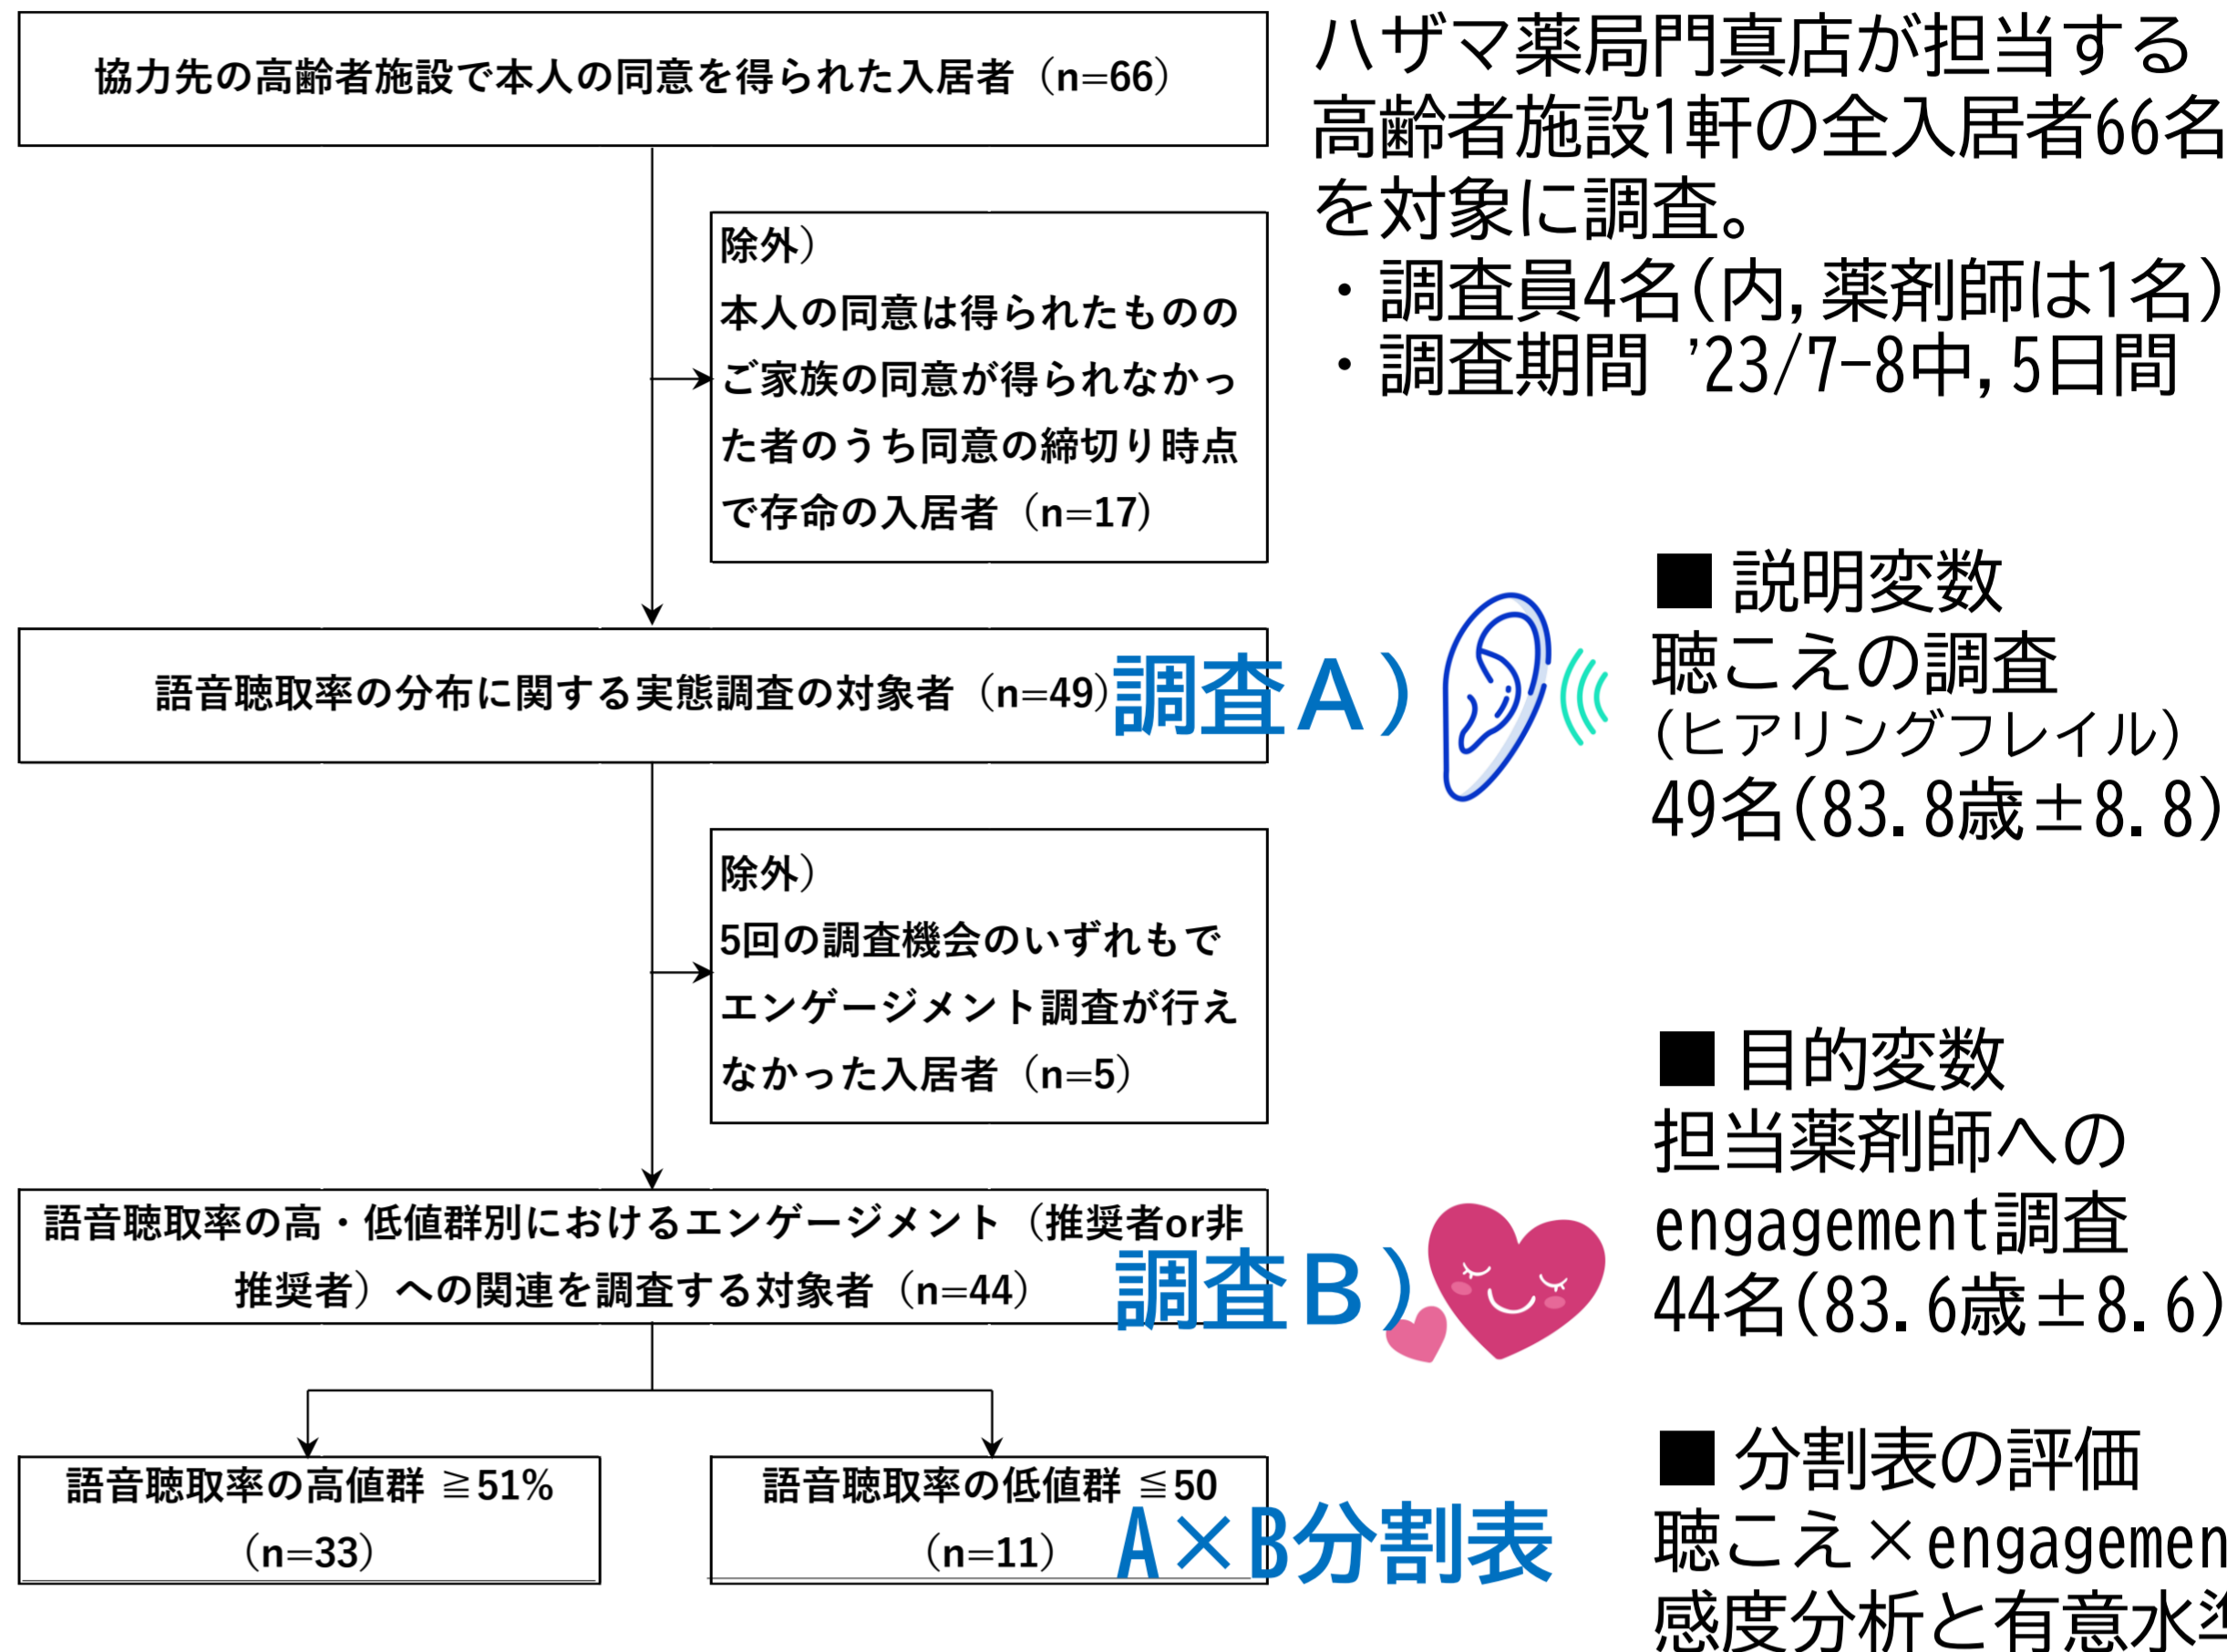 協力先の高齢者施設で本人の同意を得られた入居者（n=66）
除外）
本人の同意は得られたものの
ご家族の同意が得られなかっ
た者のうち同意の締切り時点
で存命の入居者（n=17）
語音聴取率の分布に関する実態調査の対象者（n=49）
除外）
5回の調査機会のいずれもで
エンゲージメント調査が行え
なかった入居者（n=5）
語音聴取率の高・低値群別におけるエンゲージメント（推奨者or非
推奨者）への関連を調査する対象者（n=44）
語音聴取率の高値群 ≧51%
（n=33）
語音聴取率の低値群 ≦50
（n=11）
調査A）
調査B）
A×B分割表
ハザマ薬局門真店が担当する
高齢者施設1軒の全入居者66名
を対象に調査。
・調査員4名(内,薬剤師は1名)
・調査期間 '23/7-8中,5日間
■ 説明変数
聴こえの調査
（ヒアリングフレイル）
49名(83.8歳±8.8)
■ 目的変数
担当薬剤師への
engagement調査
44名(83.6歳±8.6)
■ 分割表の評価
聴こえ×engagemen
感度分析と有意水準